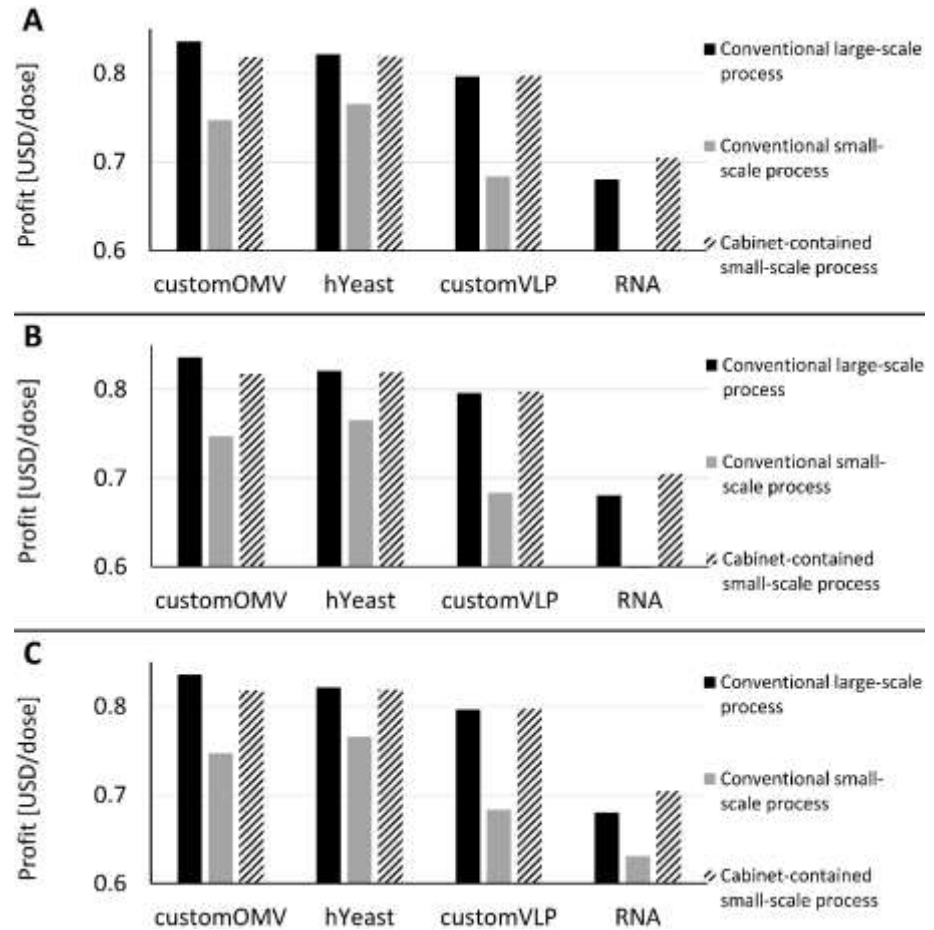 A
Profit [USD/dose]
0.8
0.7
0.6
customOMV hYeast customVLP RNA
Conventional large-scale
process
Conventional small-
scale process
Cabinet-contained
small-scale process
B
Profit [USD/dose]
0.8
0.7
0.6
customOMV hYeast customVLP RNA
Conventional large-scale
process
Conventional small-
scale process
Cabinet-contained
small-scale process
C
Profit [USD/dose]
0.8
0.7
0.6
customOMV hYeast customVLP RNA
Conventional large-scale
process
Conventional small-
scale process
Cabinet-contained
small-scale process